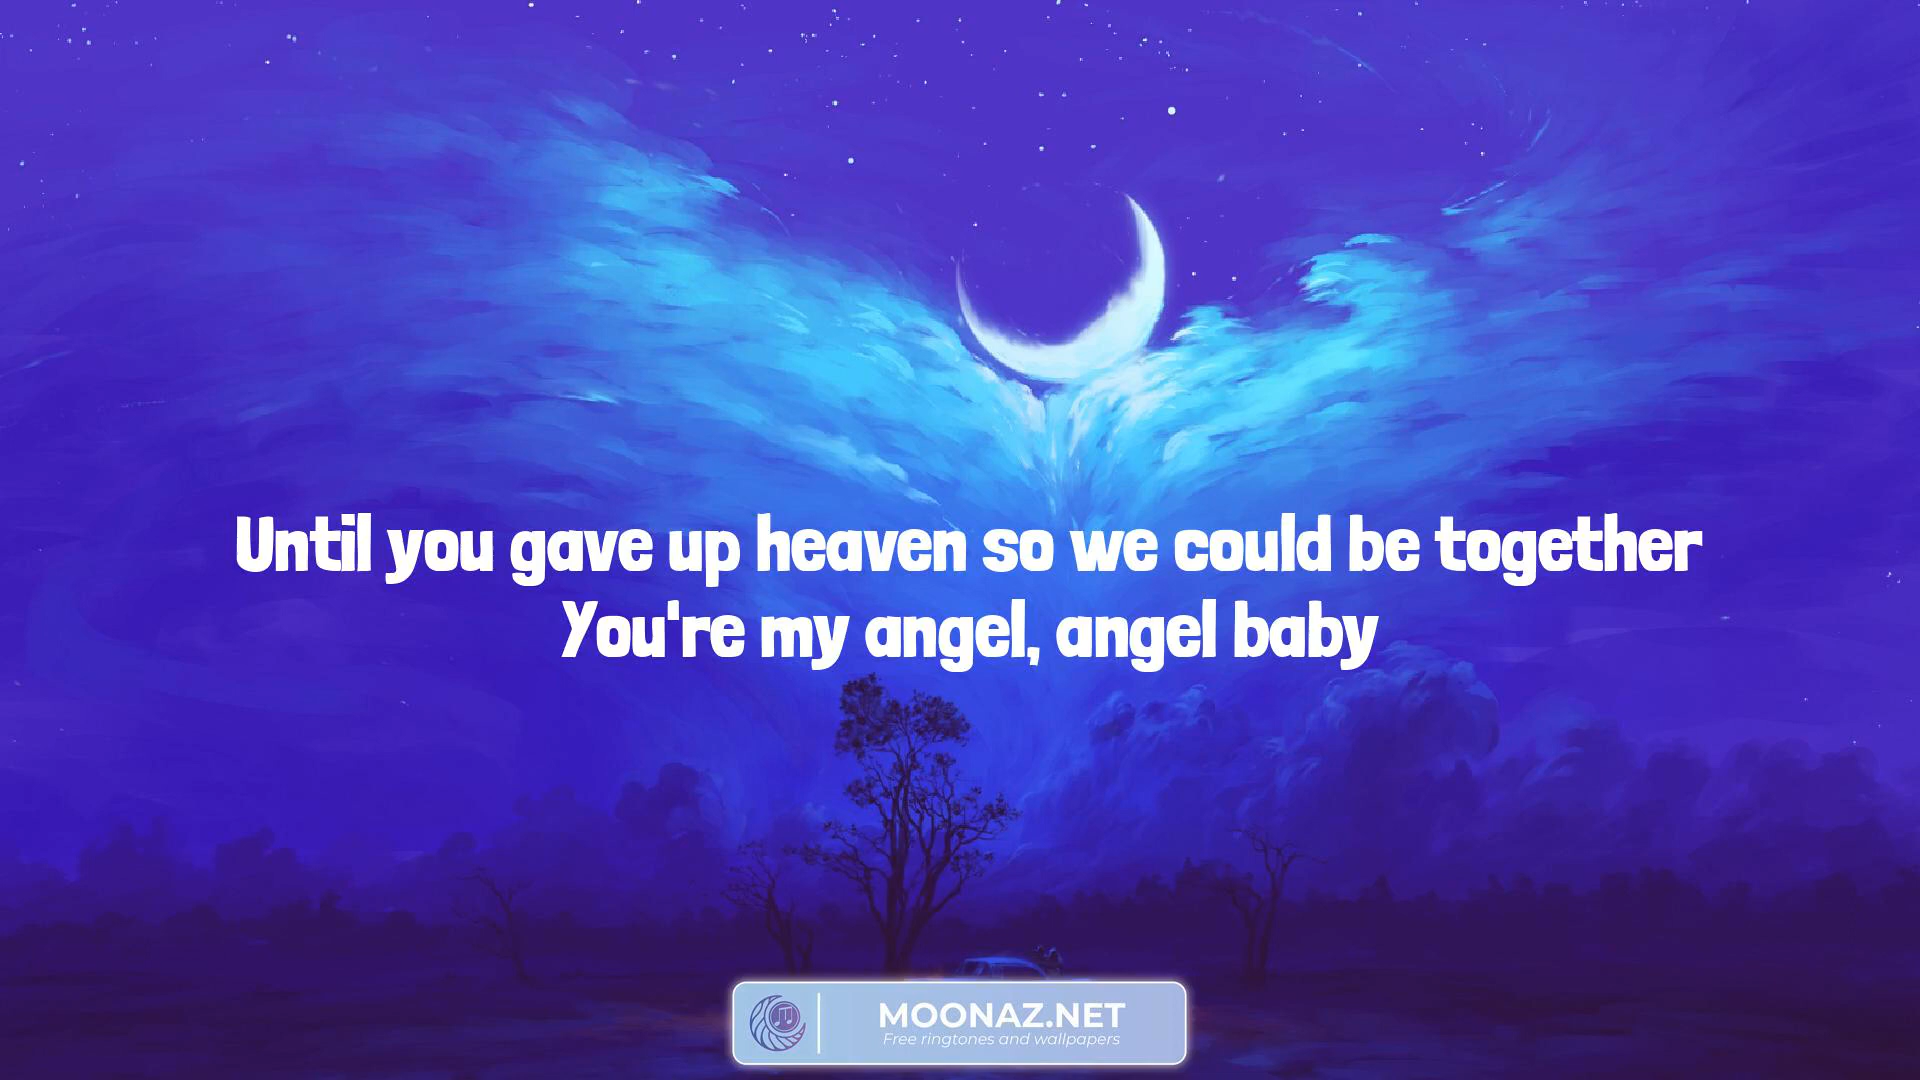 Until you gave up heaven so we could be together
You're my angel, angel baby
MOONAZ.NET
Free ringtones and wallpapers